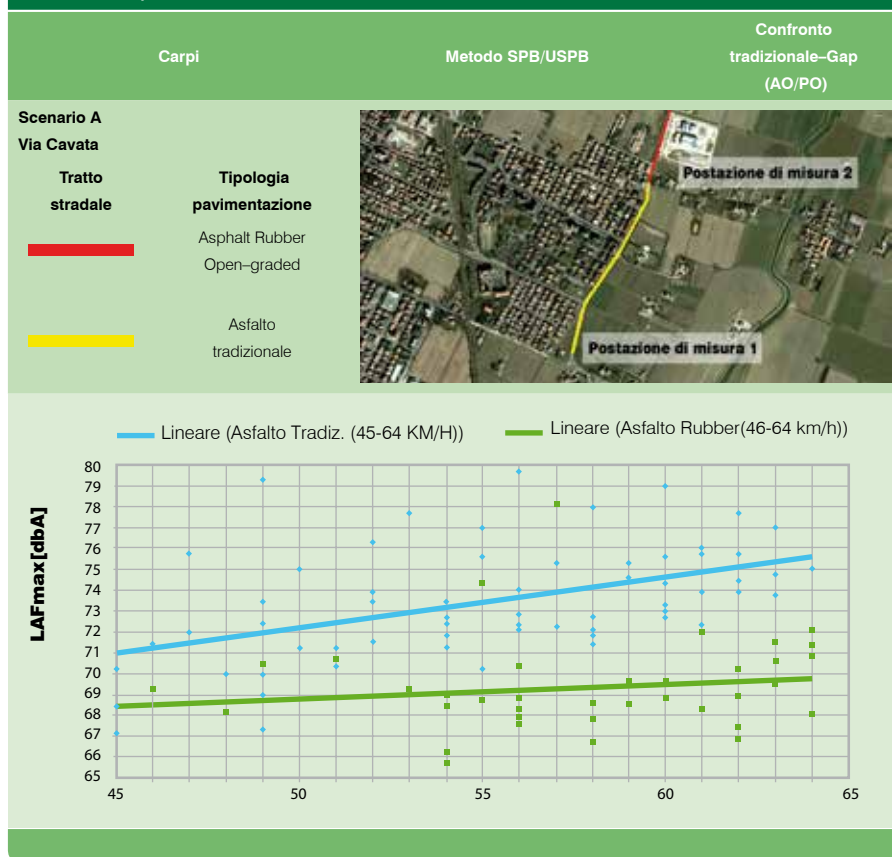 Carpi
Metodo SPB/USPB
Confronto
tradizionale–Gap
(AO/PO)
Scenario A
Via Cavata
Tratto
stradale
Tipologia
pavimentazione
Asphalt Rubber
Open–graded
Asfalto
tradizionale
Postazione di misura 2
Postazione di misura 1
Lineare (Asfalto Tradiz. (45-64 KM/H))
Lineare (Asfalto Rubber(46-64 km/h))
LAFmax[dbA]
80
79
78
77
76
75
74
73
72
71
70
69
68
67
66
65
45
50
55
60
65